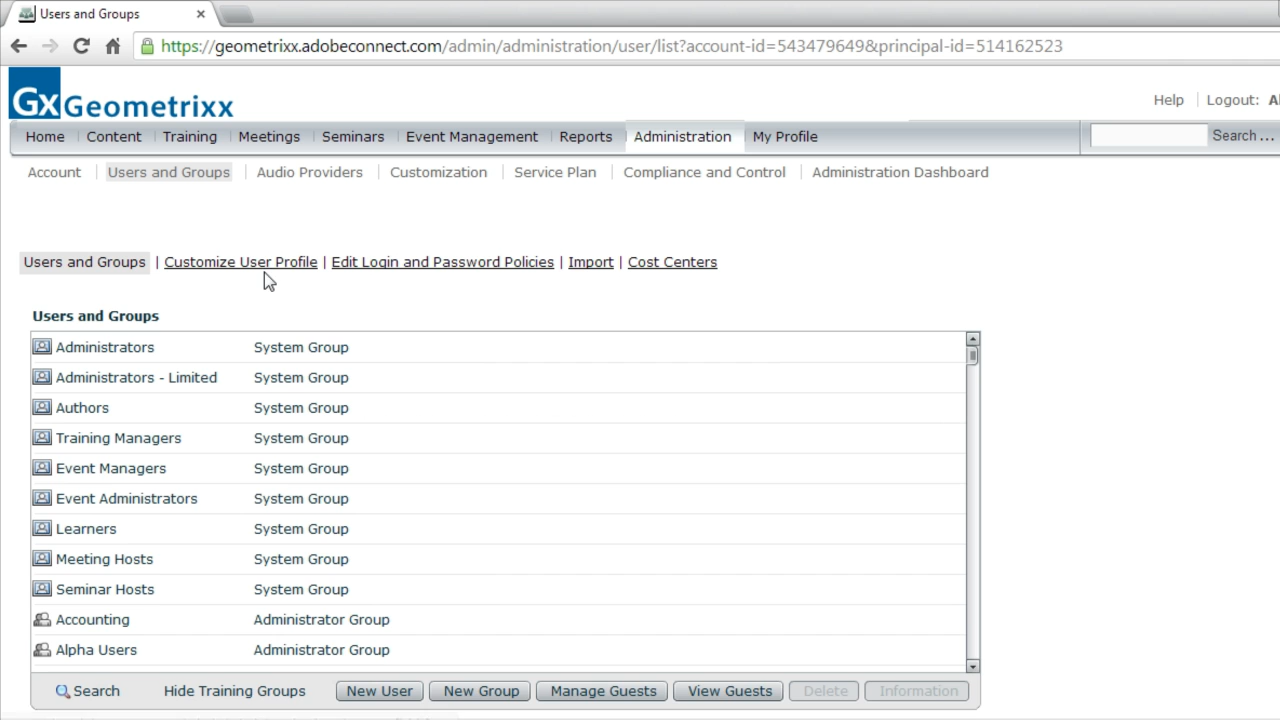 Users and Groups
https://geometrixx.adobeconnect.com/admin/administration/user/list?account-id=543479649&principal-id=514162523
Gx Geometrixx
Help Logout:
Home Content Training Meetings Seminars Event Management Reports Administration My Profile Search ...
Account Users and Groups Audio Providers Customization Service Plan Compliance and Control Administration Dashboard
Users and Groups | Customize User Profile | Edit Login and Password Policies | Import | Cost Centers
Users and Groups
Administrators System Group
Administrators - Limited System Group
Authors System Group
Training Managers System Group
Event Managers System Group
Event Administrators System Group
Learners System Group
Meeting Hosts System Group
Seminar Hosts System Group
Accounting Administrator Group
Alpha Users Administrator Group
Search Hide Training Groups New User New Group Manage Guests View Guests Delete Information